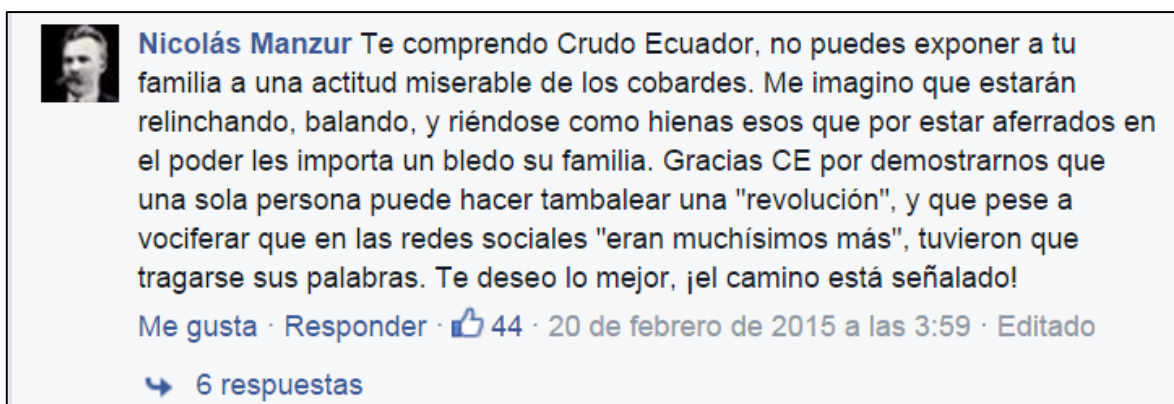 Nicolás Manzur Te comprendo Crudo Ecuador, no puedes exponer a tu
familia a una actitud miserable de los cobardes. Me imagino que estarán
relinchando, balando, y riéndose como hienas esos que por estar aferrados en
el poder les importa un bledo su familia. Gracias CE por demostrarnos que
una sola persona puede hacer tambalear una "revolución", y que pese a
vociferar que en las redes sociales "eran muchísimos más", tuvieron que
tragarse sus palabras. Te deseo lo mejor, ¡el camino está señalado!
Me gusta · Responder · 44 · 20 de febrero de 2015 a las 3:59 · Editado
6 respuestas